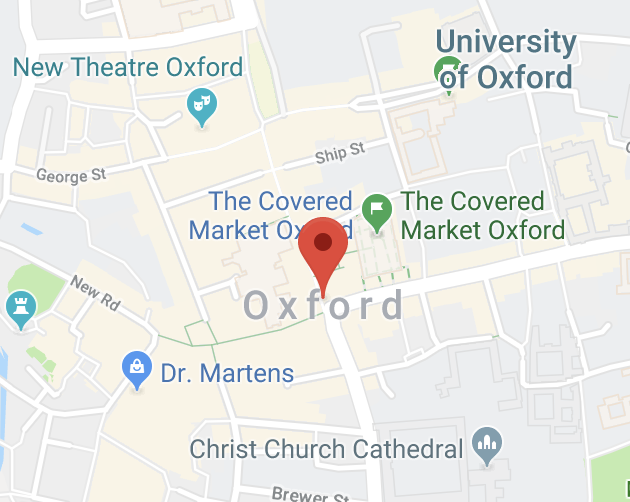 University
of Oxford
New Theatre Oxford
Ship St
George St
The Covered
Market Ox
The Covered
Market Oxford
New Rd
Oxford
Dr. Martens
Christ Church Cathedral
Brewer St